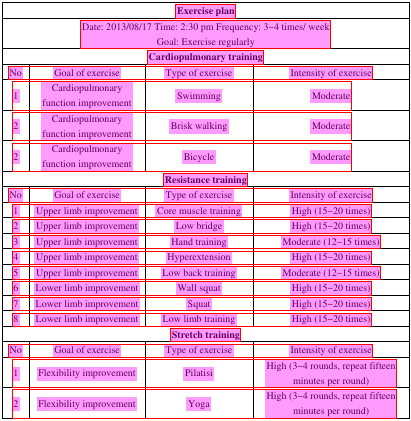 Exercise plan
Date: 2013/08/17 Time: 2:30 pm Frequency: 3~4 times/ week
Goal: Exercise regularly
Cardiopulmonary training
No Goal of exercise Type of exercise Intensity of exercise
1 Cardiopulmonary function improvement Swimming Moderate
2 Cardiopulmonary function improvement Brisk walking Moderate
2 Cardiopulmonary function improvement Bicycle Moderate
Resistance training
No Goal of exercise Type of exercise Intensity of exercise
1 Upper limb improvement Core muscle training High (15~20 times)
2 Upper limb improvement Low bridge High (15~20 times)
3 Upper limb improvement Hand training Moderate (12~15 times)
4 Upper limb improvement Hyperextension High (15~20 times)
5 Upper limb improvement Low back training Moderate (12~15 times)
6 Lower limb improvement Wall squat High (15~20 times)
7 Lower limb improvement Squat High (15~20 times)
8 Lower limb improvement Low limb training High (15~20 times)
Stretch training
No Goal of exercise Type of exercise Intensity of exercise
1 Flexibility improvement Pilatisi High (3~4 rounds, repeat fifteen minutes per round)
2 Flexibility improvement Yoga High (3~4 rounds, repeat fifteen minutes per round)